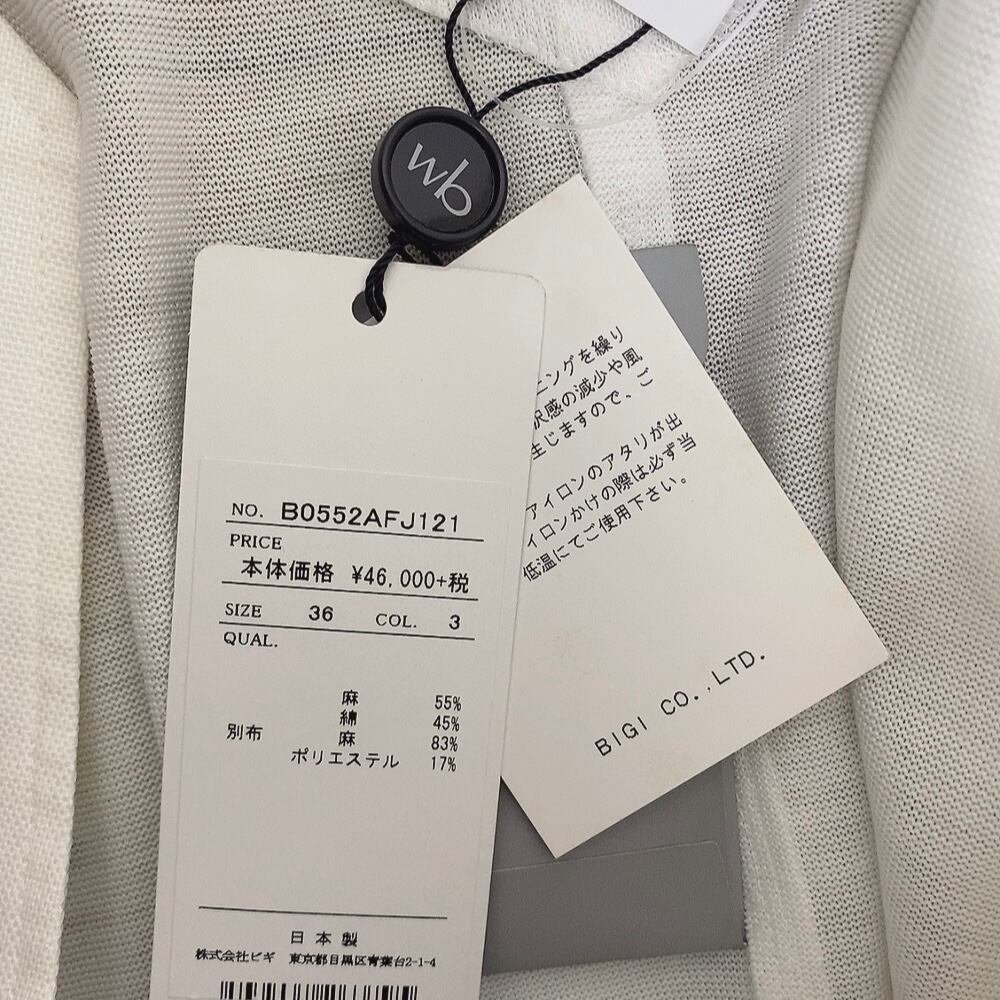 wb
NO. B0552AFJ121
PRICE
本体価格 ¥46,000+税
SIZE 36 COL. 3
QUAL.
麻 55%
綿 45%
別布 麻 83%
ポリエステル 17%
日本製
株式会社ビギ 東京都目黒区青葉台2-1-4
ニングを繰り
沢感の減少や風
生じますので、ご
アイロンのアタリが出
イロンかけの際は必ず当
低温にてご使用下さい。
BIGI CO.,LTD.